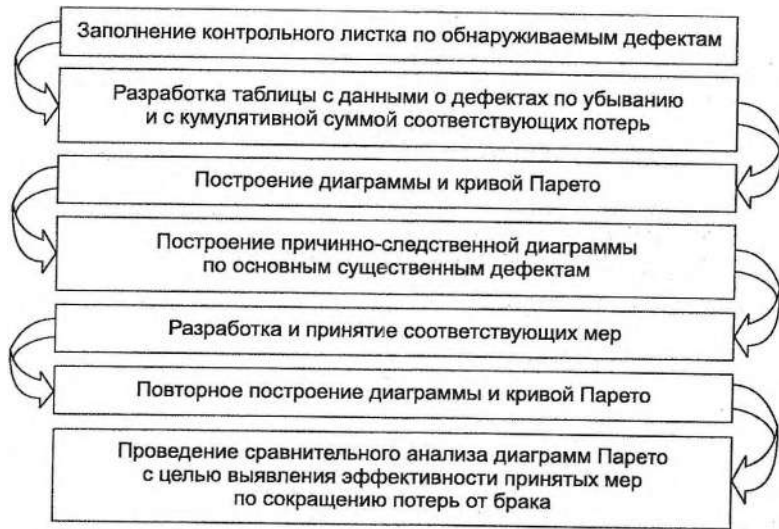 Заполнение контрольного листка по обнаруживаемым дефектам
Разработка таблицы с данными о дефектах по убыванию
и с кумулятивной суммой соответствующих потерь
Построение диаграммы и кривой Парето
Построение причинно-следственной диаграммы
по основным существенным дефектам
Разработка и принятие соответствующих мер
Повторное построение диаграммы и кривой Парето
Проведение сравнительного анализа диаграмм Парето
с целью выявления эффективности принятых мер
по сокращению потерь от брака